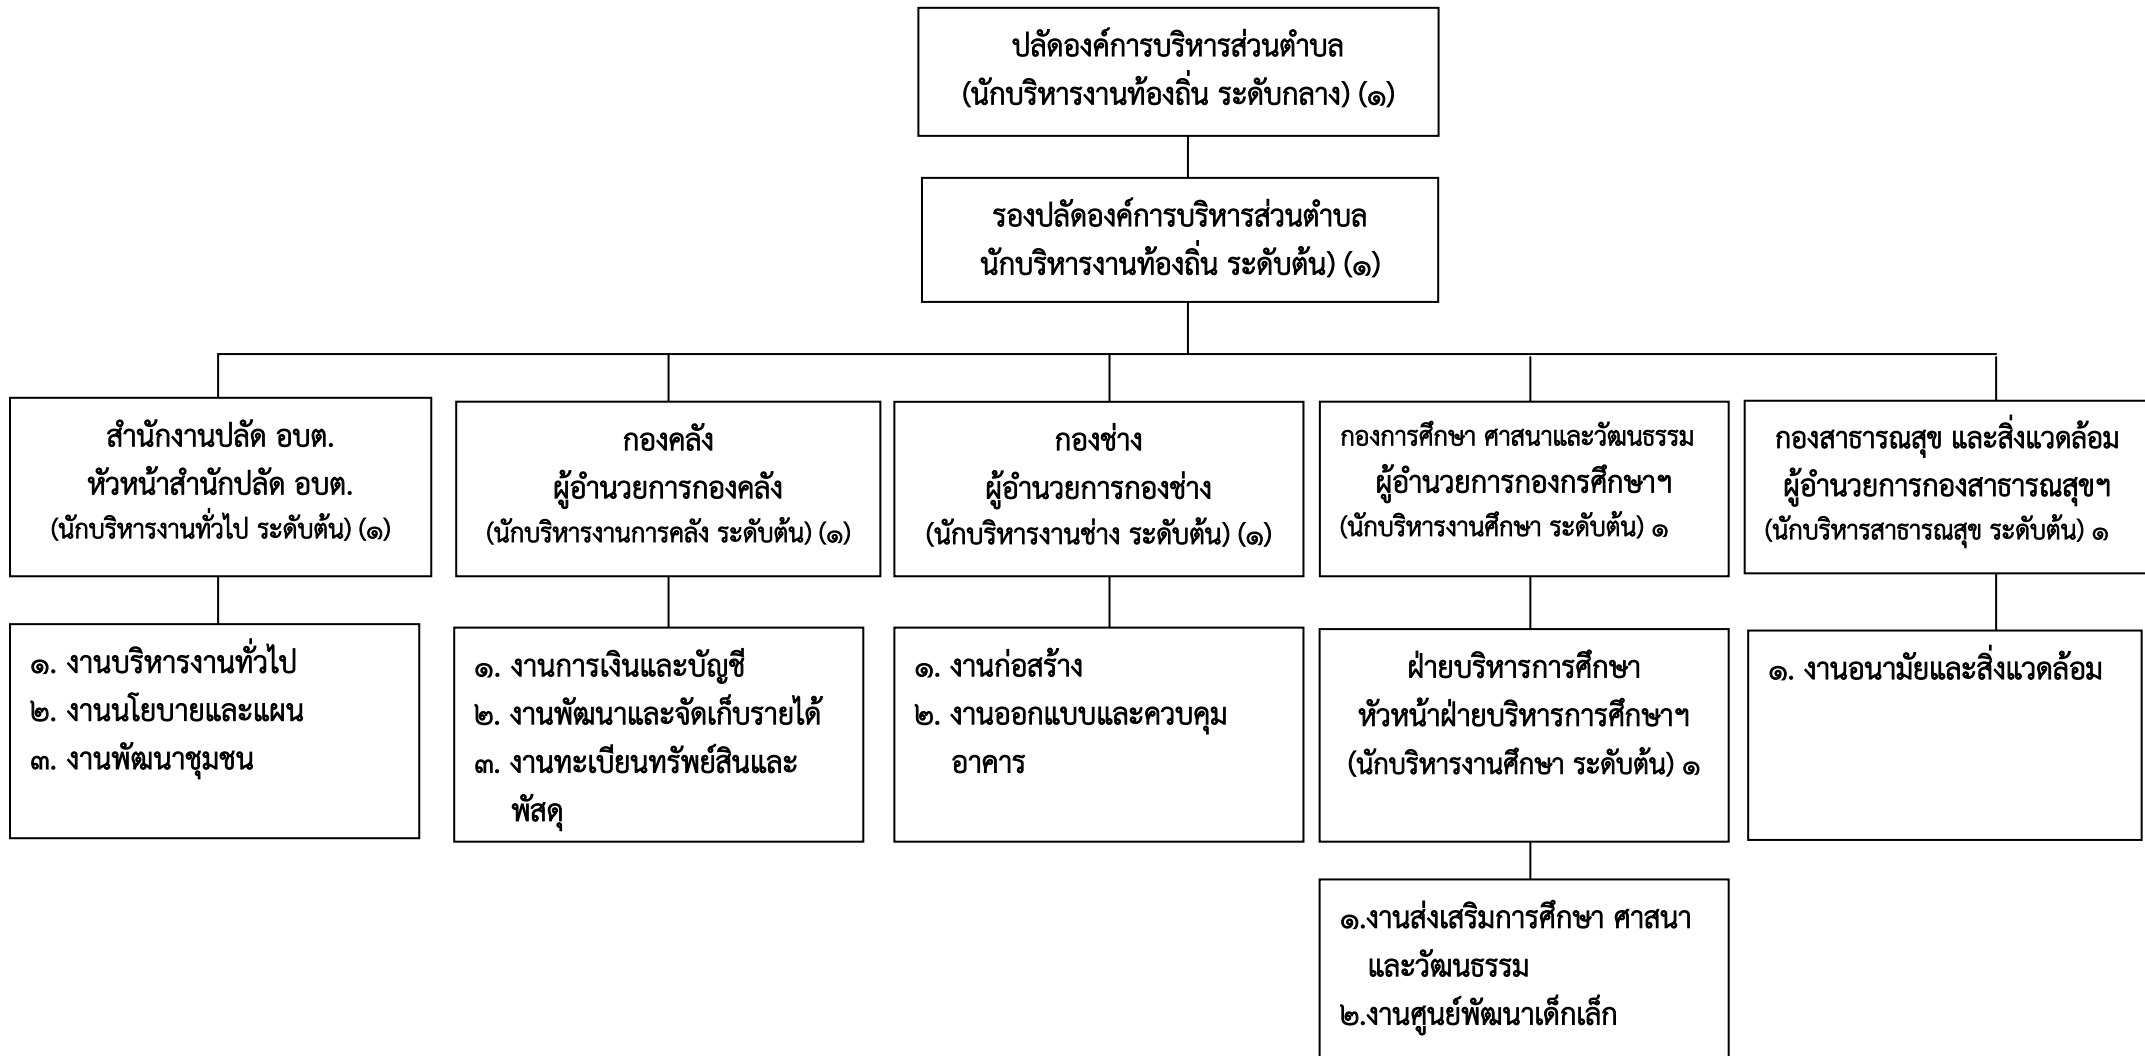 ปลัดองค์การบริหารส่วนตำบล
(นักบริหารงานท้องถิ่น ระดับกลาง) (๑)
รองปลัดองค์การบริหารส่วนตำบล
นักบริหารงานท้องถิ่น ระดับต้น) (๑)
สำนักงานปลัด อบต.
หัวหน้าสำนักปลัด อบต.
(นักบริหารงานทั่วไป ระดับต้น) (๑)
กองคลัง
ผู้อำนวยการกองคลัง
(นักบริหารงานการคลัง ระดับต้น) (๑)
กองช่าง
ผู้อำนวยการกองช่าง
(นักบริหารงานช่าง ระดับต้น) (๑)
กองการศึกษา ศาสนาและวัฒนธรรม
ผู้อำนวยการกองกรศึกษาฯ
(นักบริหารงานศึกษา ระดับต้น) ๑
กองสาธารณสุข และสิ่งแวดล้อม
ผู้อำนวยการกองสาธารณสุขฯ
(นักบริหารสาธารณสุข ระดับต้น) ๑
๑. งานบริหารงานทั่วไป
๒. งานนโยบายและแผน
๓. งานพัฒนาชุมชน
๑. งานการเงินและบัญชี
๒. งานพัฒนาและจัดเก็บรายได้
๓. งานทะเบียนทรัพย์สินและ
พัสดุ
๑. งานก่อสร้าง
๒. งานออกแบบและควบคุม
อาคาร
ฝ่ายบริหารการศึกษา
หัวหน้าฝ่ายบริหารการศึกษาฯ
(นักบริหารงานศึกษา ระดับต้น) ๑
๑. งานอนามัยและสิ่งแวดล้อม
๑.งานส่งเสริมการศึกษา ศาสนา
และวัฒนธรรม
๒.งานศูนย์พัฒนาเด็กเล็ก